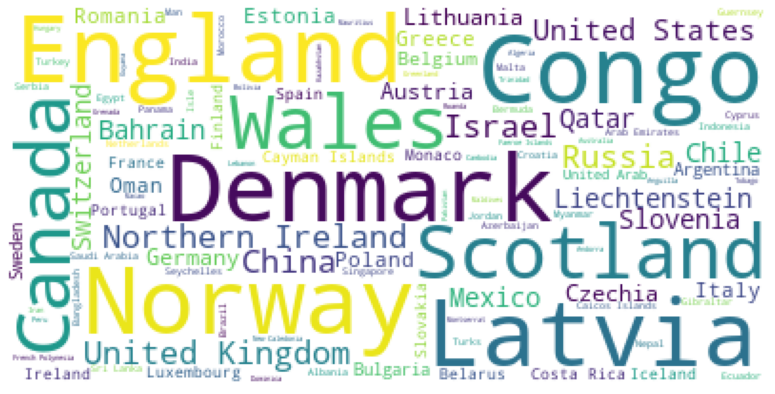 Romania
Man
Estonia
Mauritius
Lithuania
Guernsey
Hungary
England
Morocco
Greece
United States
Turkey
Guyana
India
Kazakhstan
Belgium
Algeria
Greenland
Malta
Trinidad
Congo
Serbia
Egypt
Isle
Bolivia
Spain
Austria
Rwanda
Bermuda
Cyprus
Grenada
Panama
Finland
Wales
Israel
Qatar
Indonesia
Canada
Switzerland
Bahrain
Arab Emirates
Netherlands
Lebanon
Faeroe Islands
Australia
France
Cayman Islands
Monaco
Cambodia
Croatia
Russia
Chile
Oman
Denmark
United Arab
Argentina
Anguilla
Tobago
Macao
Portugal
Pakistan
Maldives
Liechtenstein
Jordan
Myanmar
Slovenia
Sweden
Northern Ireland
Azerbaijan
Saudi Arabia
Germany
China
Poland
Scotland
Andorra
Bangladesh
Seychelles
Singapore
Iran
Peru
Norway
Slovakia
Mexico
Czechia
Italy
Brazil
Caicos Islands
Gibraltar
Montserrat
Latvia
New Caledonia
Turks
Nepal
French Polynesia
United Kingdom
Ireland
Sri Lanka
Luxembourg
Dominica
Albania
Bulgaria
Belarus
Costa Rica
Iceland
Ecuador